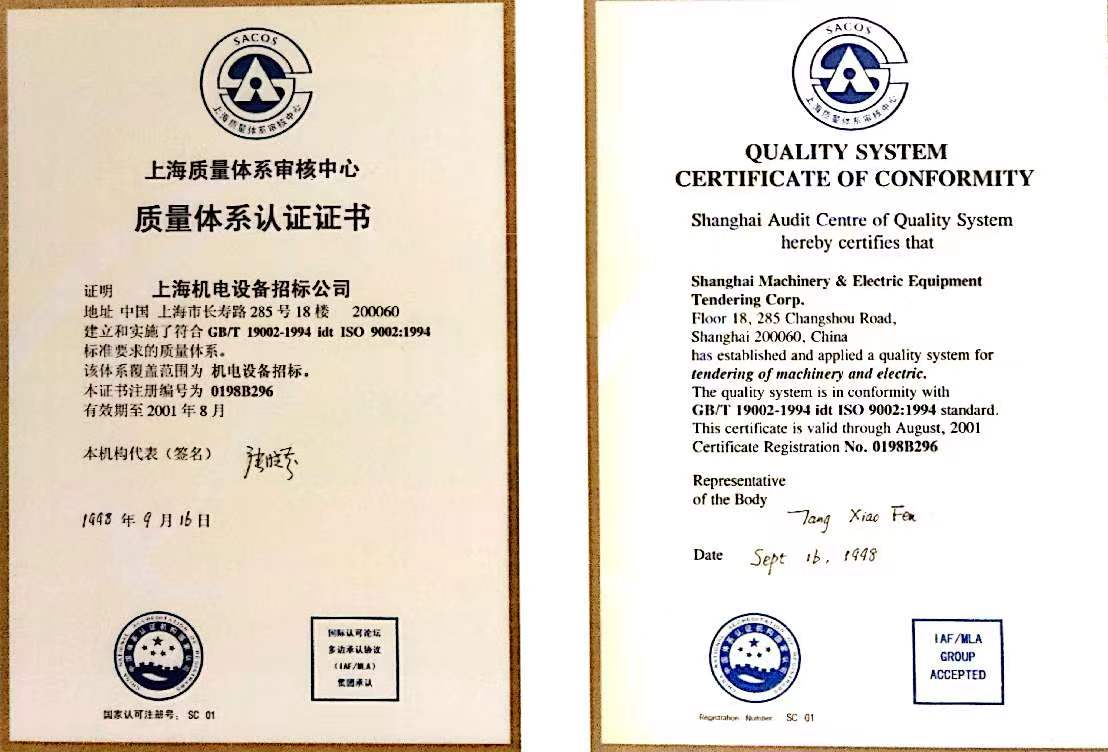 SACOS
上海质量体系审核中心
上海质量体系审核中心
质量体系认证证书
证明 上海机电设备招标公司
地址 中国 上海市长寿路 285 号 18 楼 200060
建立和实施了符合 GB/T 19002-1994 idt ISO 9002:1994
标准要求的质量体系。
该体系覆盖范围为 机电设备招标。
本证书注册编号为 0198B296
有效期至 2001 年 8 月
本机构代表（签名）
1998 年 9 月 16 日
国际认可论坛
多边承认协议
（IAF/MLA）
集团承认
国家认可注册号：SC 01
SACOS
上海质量体系审核中心
QUALITY SYSTEM
CERTIFICATE OF CONFORMITY
Shanghai Audit Centre of Quality System
hereby certifies that
Shanghai Machinery & Electric Equipment
Tendering Corp.
Floor 18, 285 Changshou Road,
Shanghai 200060, China
has established and applied a quality system for
tendering of machinery and electric.
The quality system is in conformity with
GB/T 19002-1994 idt ISO 9002:1994 standard.
This certificate is valid through August, 2001
Certificate Registration No. 0198B296
Representative
of the Body Tang Xiao Fen
Date Sept 16, 1998
IAF/MLA
GROUP
ACCEPTED
Registration Number SC 01